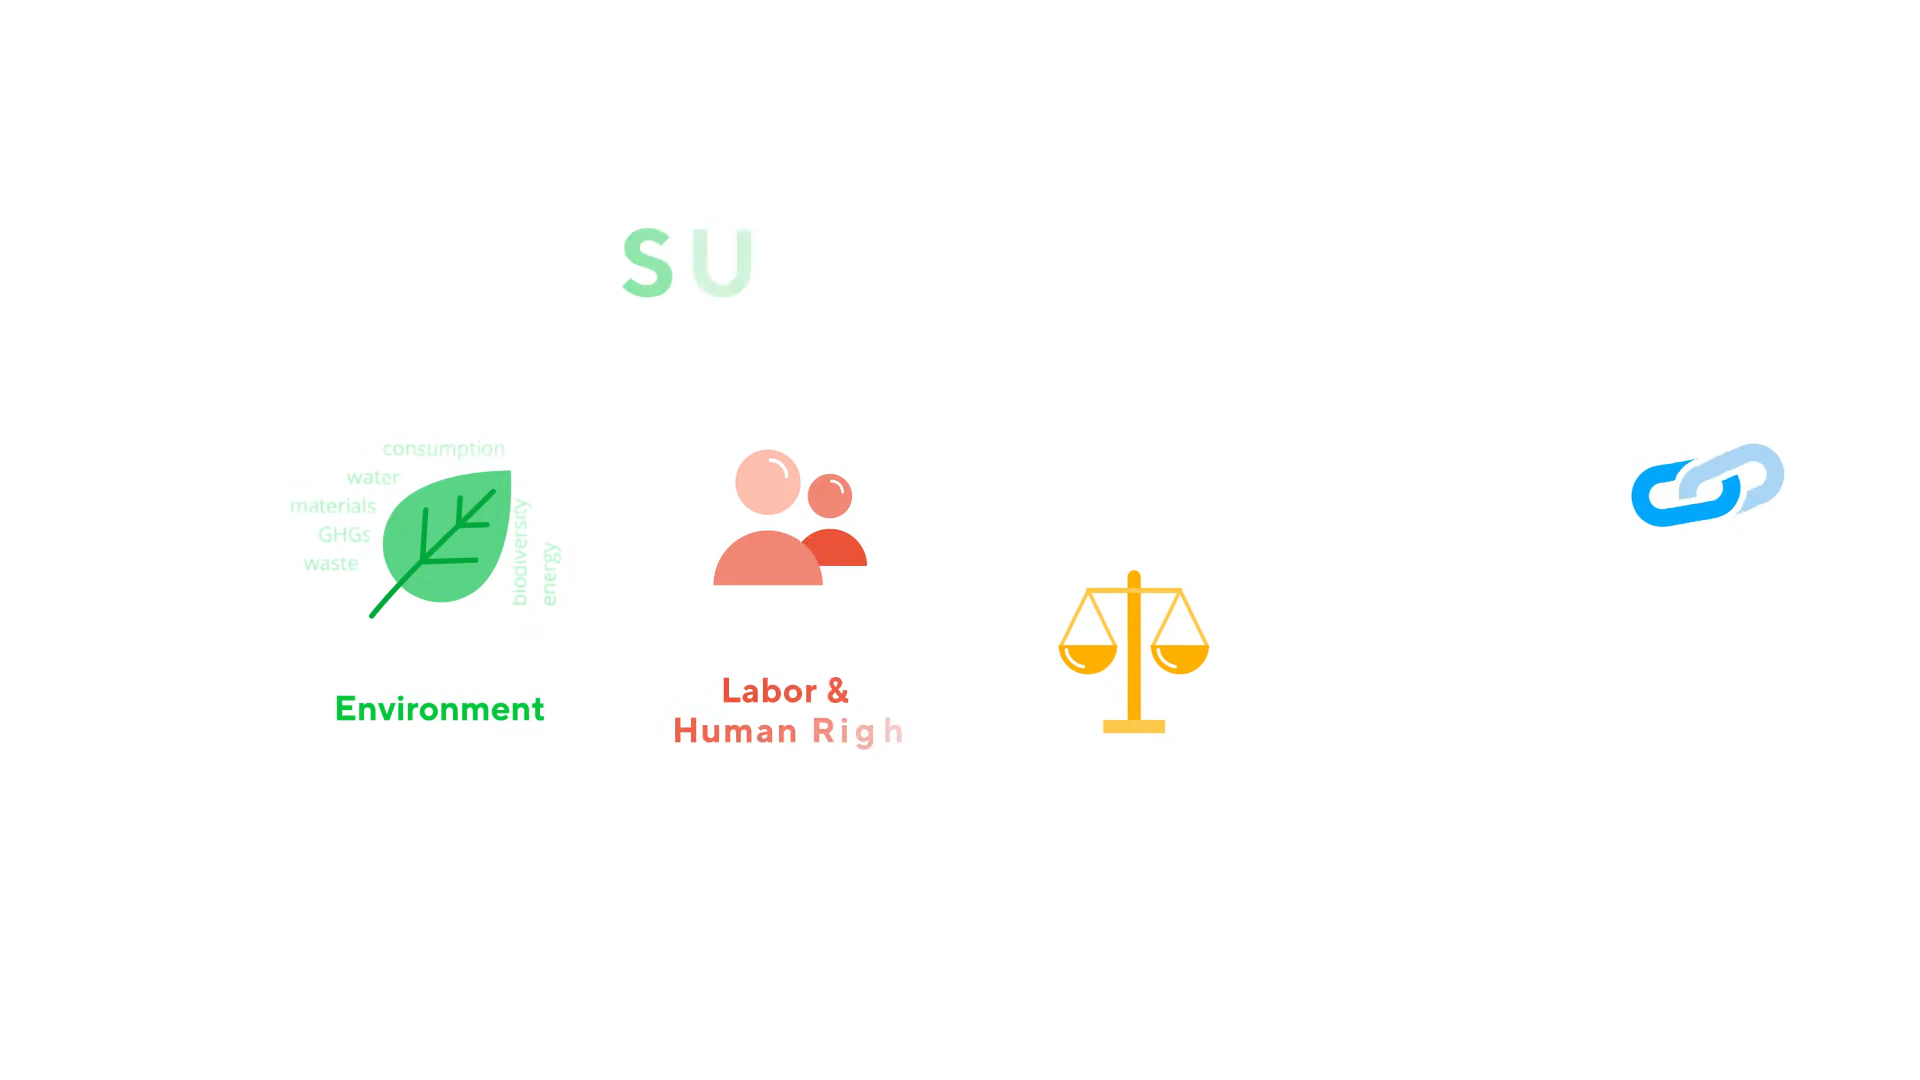 SU
consumption
water
materials
GHGs
waste
biodiversity
energy
Environment
Labor &
Human Righ